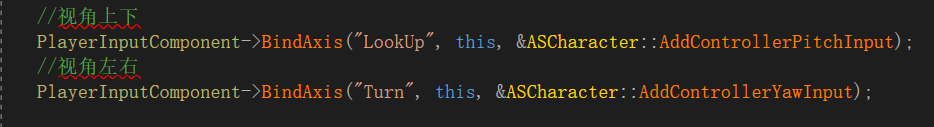 //视角上下
PlayerInputComponent->BindAxis("LookUp", this, &ASCharacter::AddControllerPitchInput);
//视角左右
PlayerInputComponent->BindAxis("Turn", this, &ASCharacter::AddControllerYawInput);